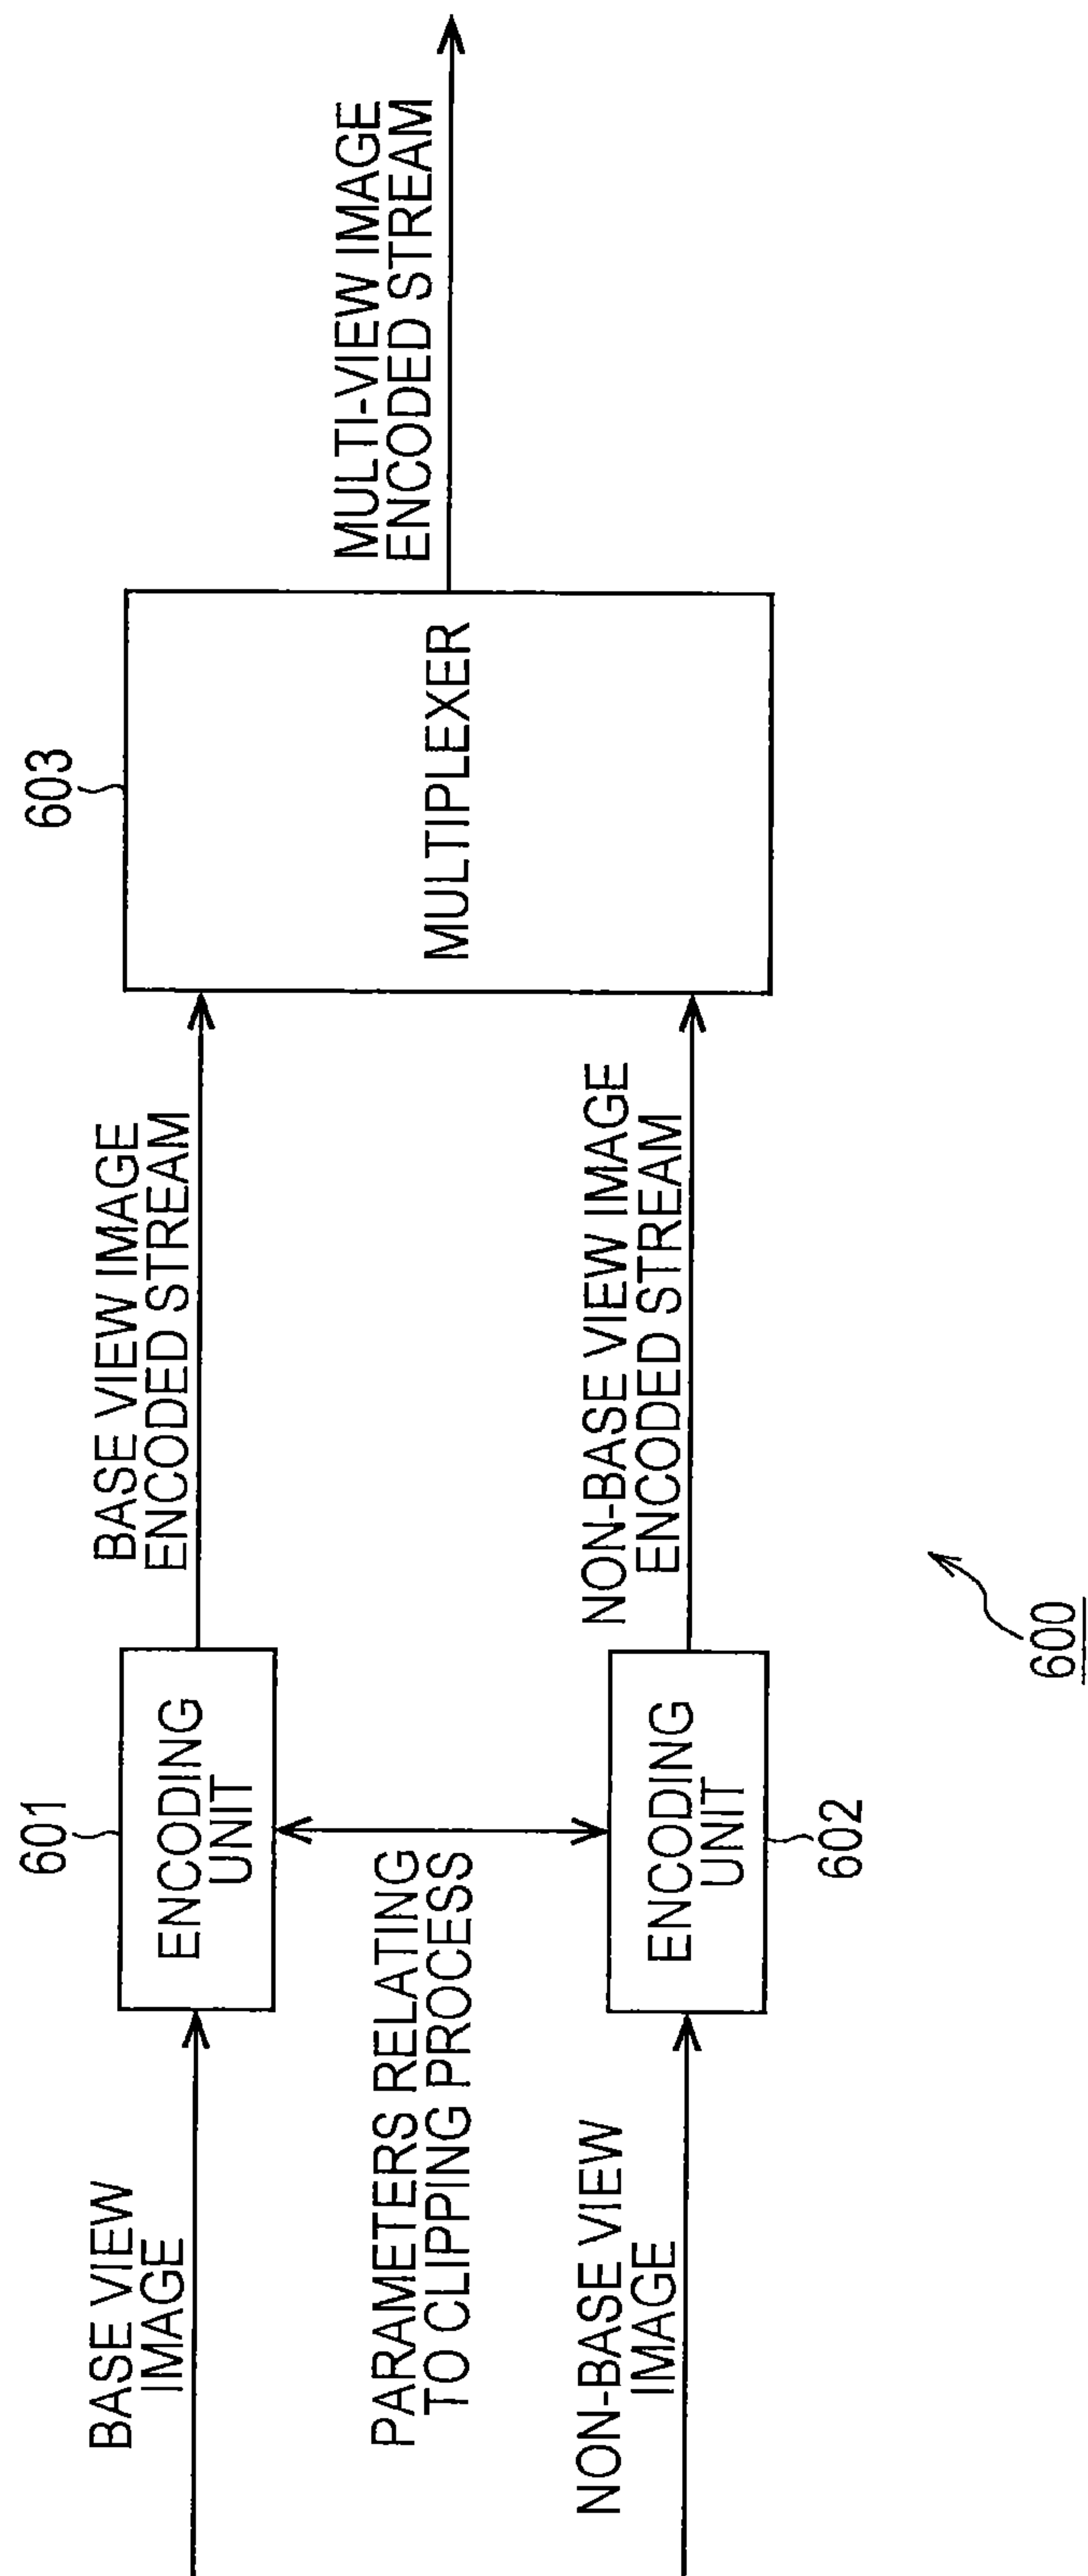 BASE VIEW
IMAGE
601
ENCODING
UNIT
BASE VIEW IMAGE
ENCODED STREAM
603
MULTIPLEXER
MULTI-VIEW IMAGE
ENCODED STREAM
PARAMETERS RELATING
TO CLIPPING PROCESS
NON-BASE VIEW
IMAGE
ENCODING
UNIT
602
NON-BASE VIEW IMAGE
ENCODED STREAM
600